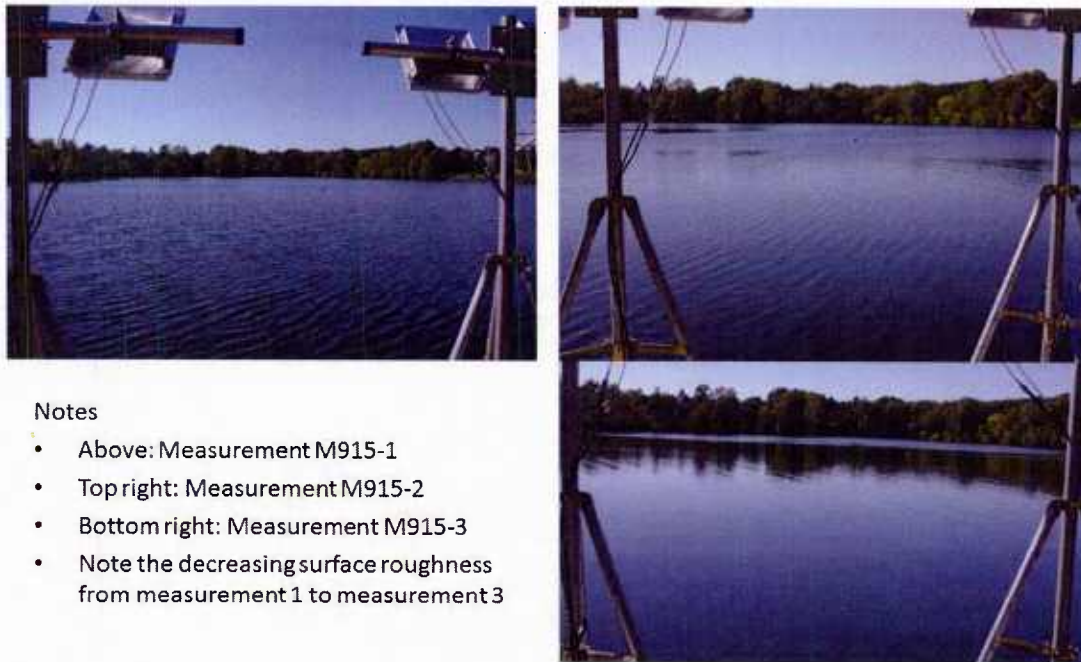 Notes
• Above: Measurement M915-1
• Top right: Measurement M915-2
• Bottom right: Measurement M915-3
• Note the decreasing surface roughness
from measurement 1 to measurement 3